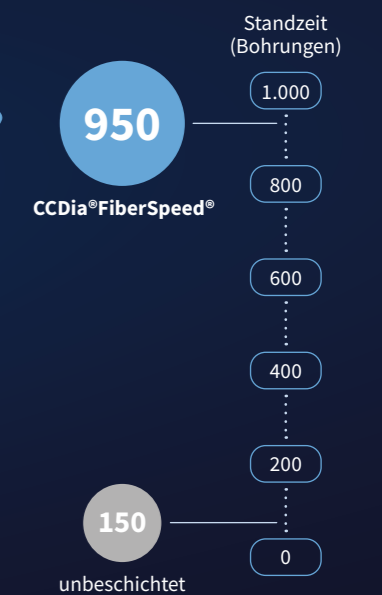 Standzeit
(Bohrungen)
1.000
950
800
CCDia®FiberSpeed®
600
400
200
150
0
unbeschichtet